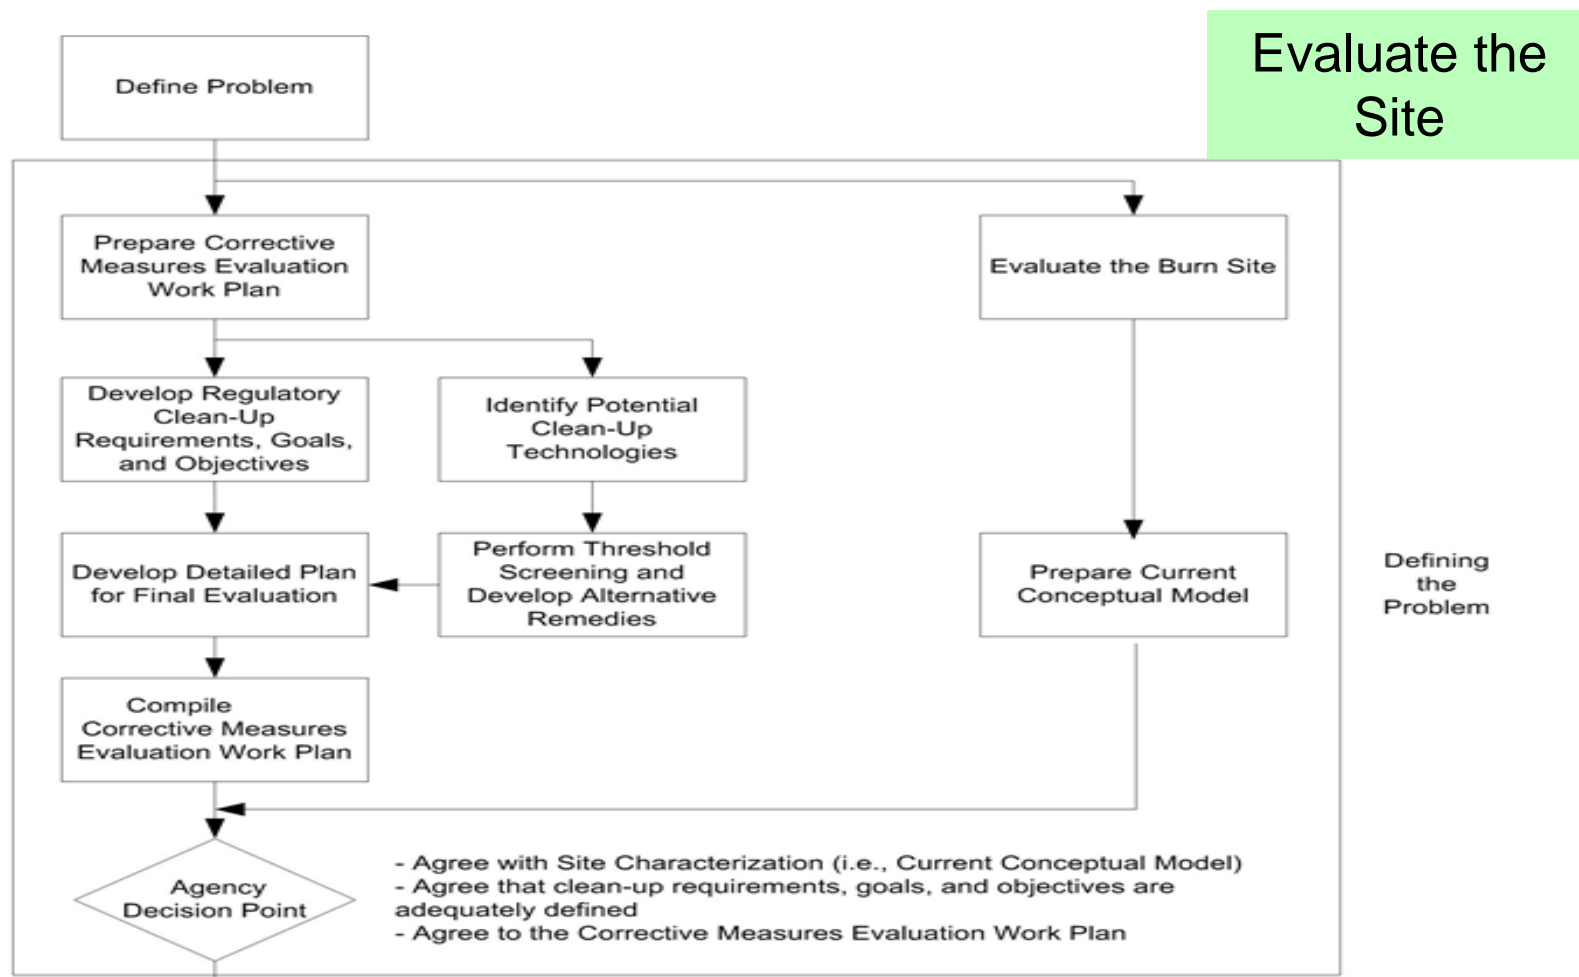 Evaluate the
Site
Define Problem
Prepare Corrective
Measures Evaluation
Work Plan
Evaluate the Burn Site
Develop Regulatory
Clean-Up
Requirements, Goals,
and Objectives
Identify Potential
Clean-Up
Technologies
Develop Detailed Plan
for Final Evaluation
Perform Threshold
Screening and
Develop Alternative
Remedies
Prepare Current
Conceptual Model
Defining
the
Problem
Compile
Corrective Measures
Evaluation Work Plan
Agency
Decision Point
- Agree with Site Characterization (i.e., Current Conceptual Model)
- Agree that clean-up requirements, goals, and objectives are
adequately defined
- Agree to the Corrective Measures Evaluation Work Plan